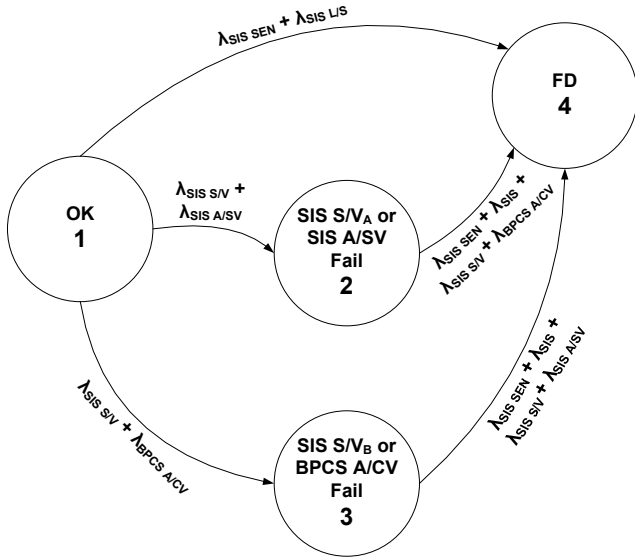 λSIS SEN + λSIS L/S
FD
4
OK
1
λSIS S/V +
λSIS A/SV
SIS S/VA or
SIS A/SV
Fail
2
λSIS SEN + λSIS +
λSIS S/V + λBPCS A/CV
λSIS S/V + λBPCS A/CV
SIS S/VB or
BPCS A/CV
Fail
3
λSIS SEN + λSIS +
λSIS S/V + λSIS A/SV